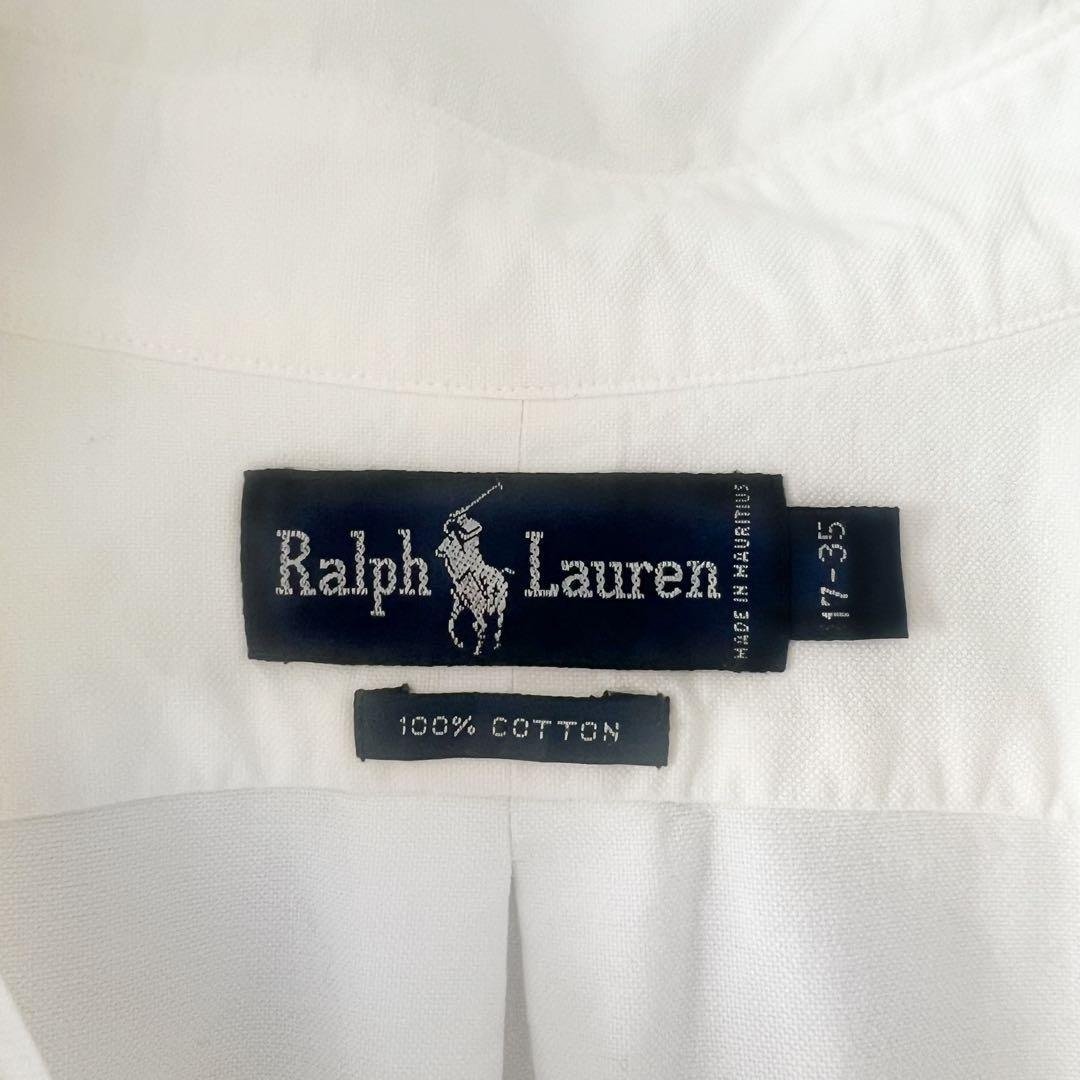 Ralph Lauren
MADE IN MAURITIUS
17-35
100% COTTON